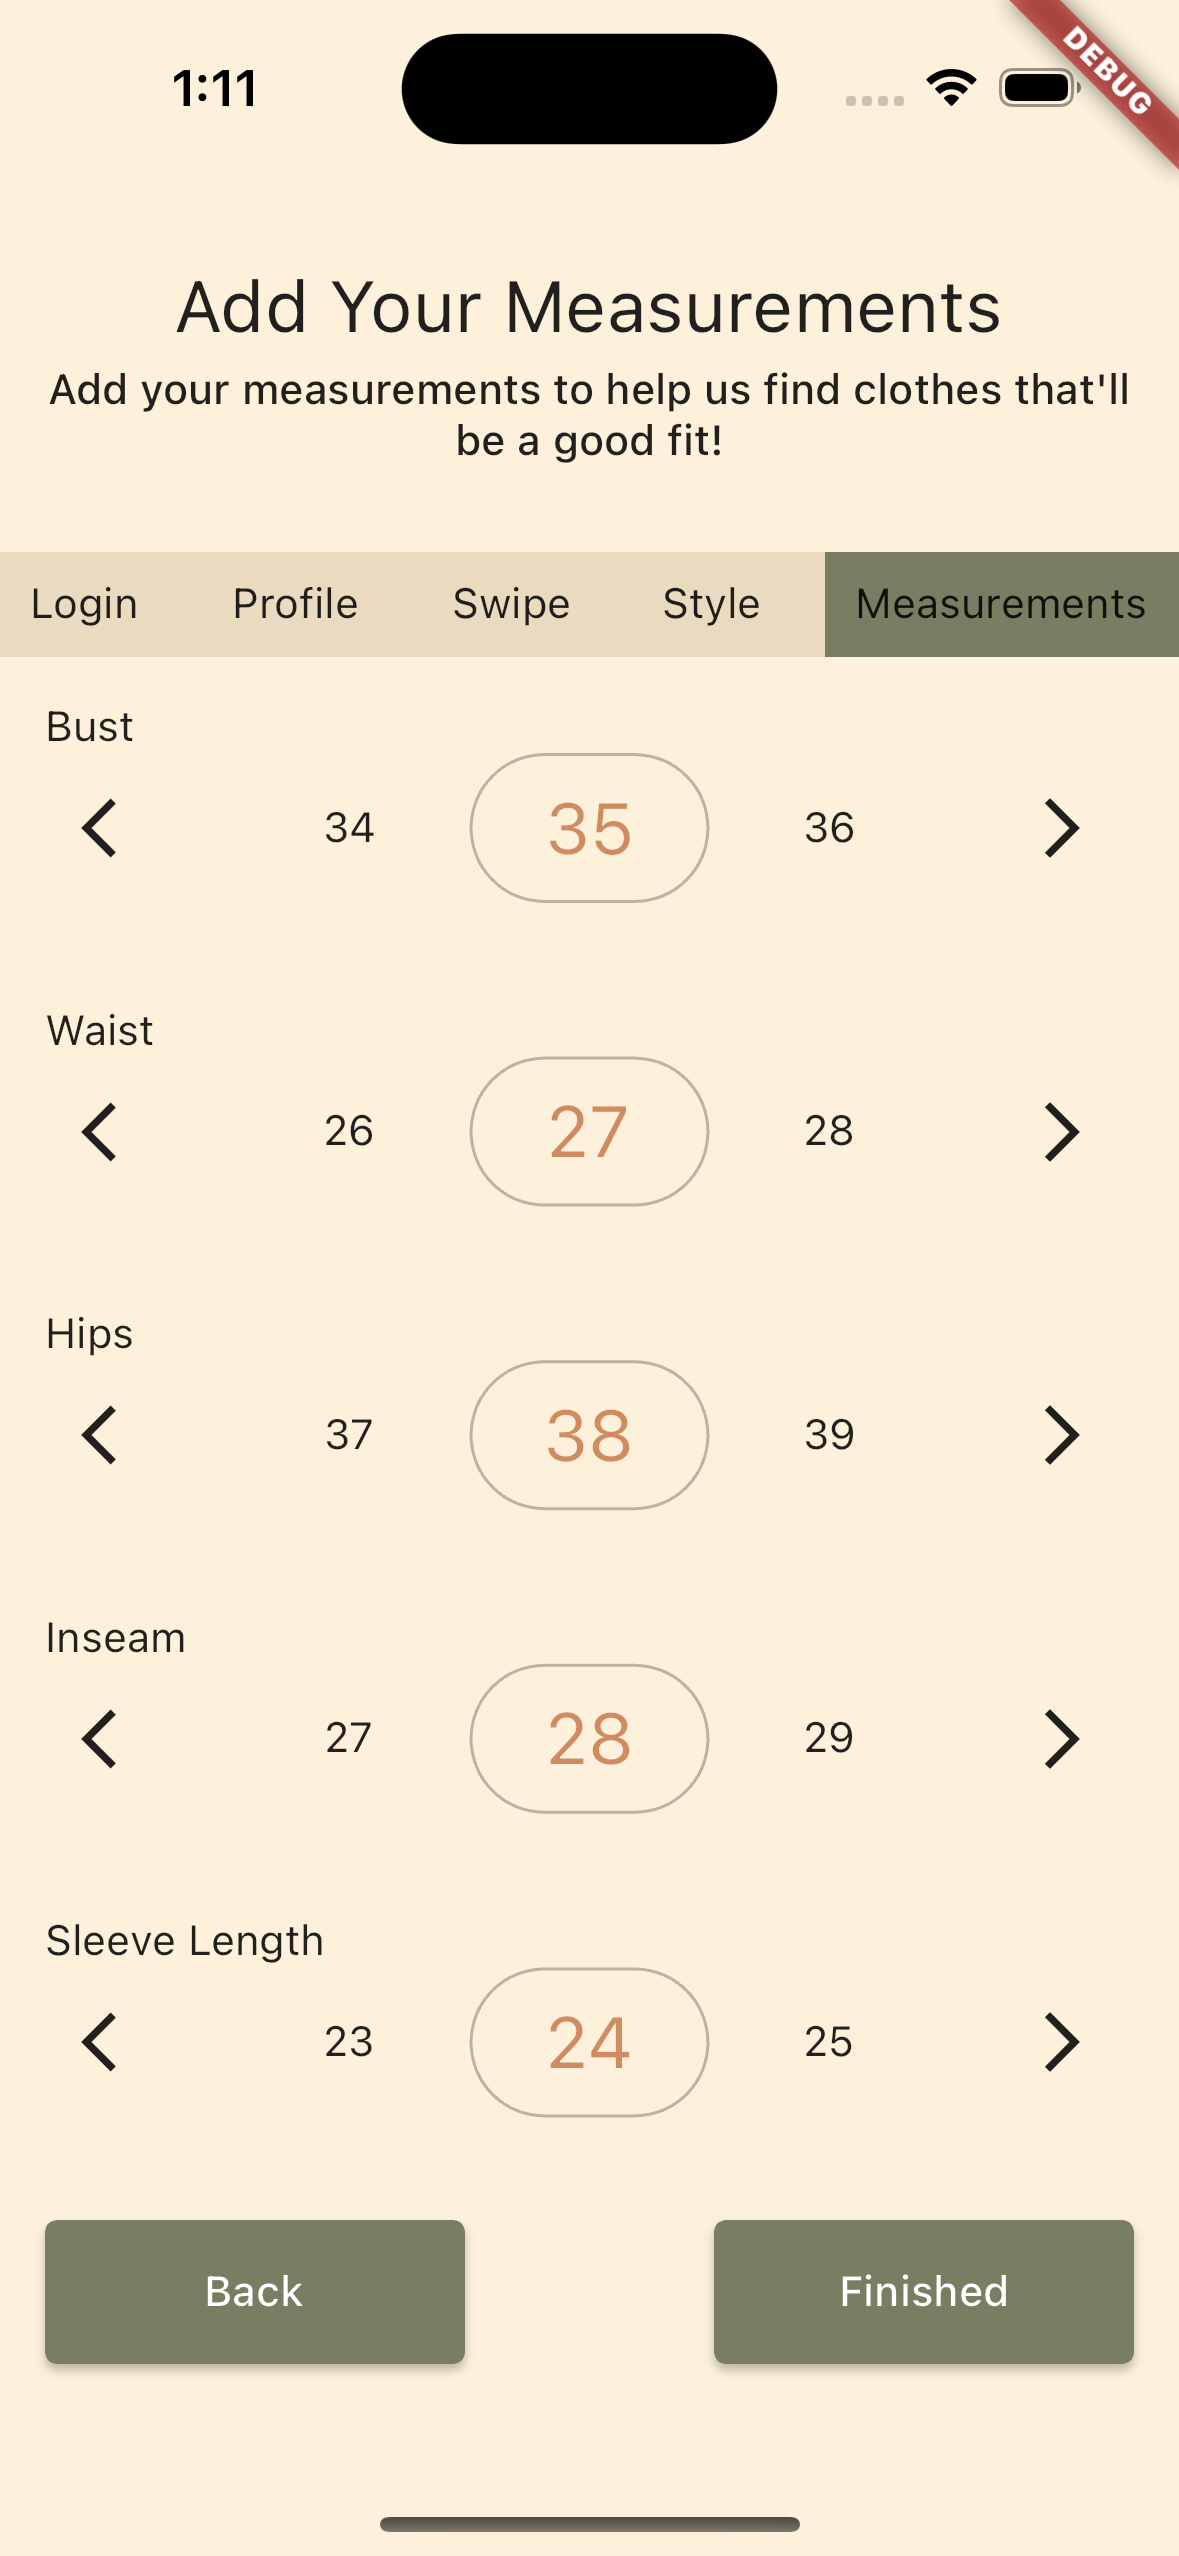 1:11
DEBUG
Add Your Measurements
Add your measurements to help us find clothes that'll
be a good fit!
Login Profile Swipe Style Measurements
Bust
34 35 36
Waist
26 27 28
Hips
37 38 39
Inseam
27 28 29
Sleeve Length
23 24 25
Back Finished